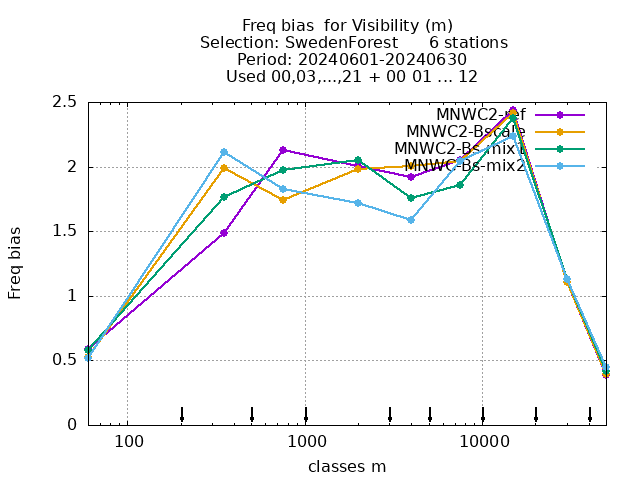 Freq bias  for Visibility (m)
Selection: SwedenForest      6 stations
Period: 20240601-20240630
Used 00,03,...,21 + 00 01 ... 12
MNWC2-ref
MNWC2-Bscale
MNWC2-Bs-mix1
MNWC-Bs-mix2
2.5
2
1.5
1
0.5
0
Freq bias
100
1000
10000
classes m